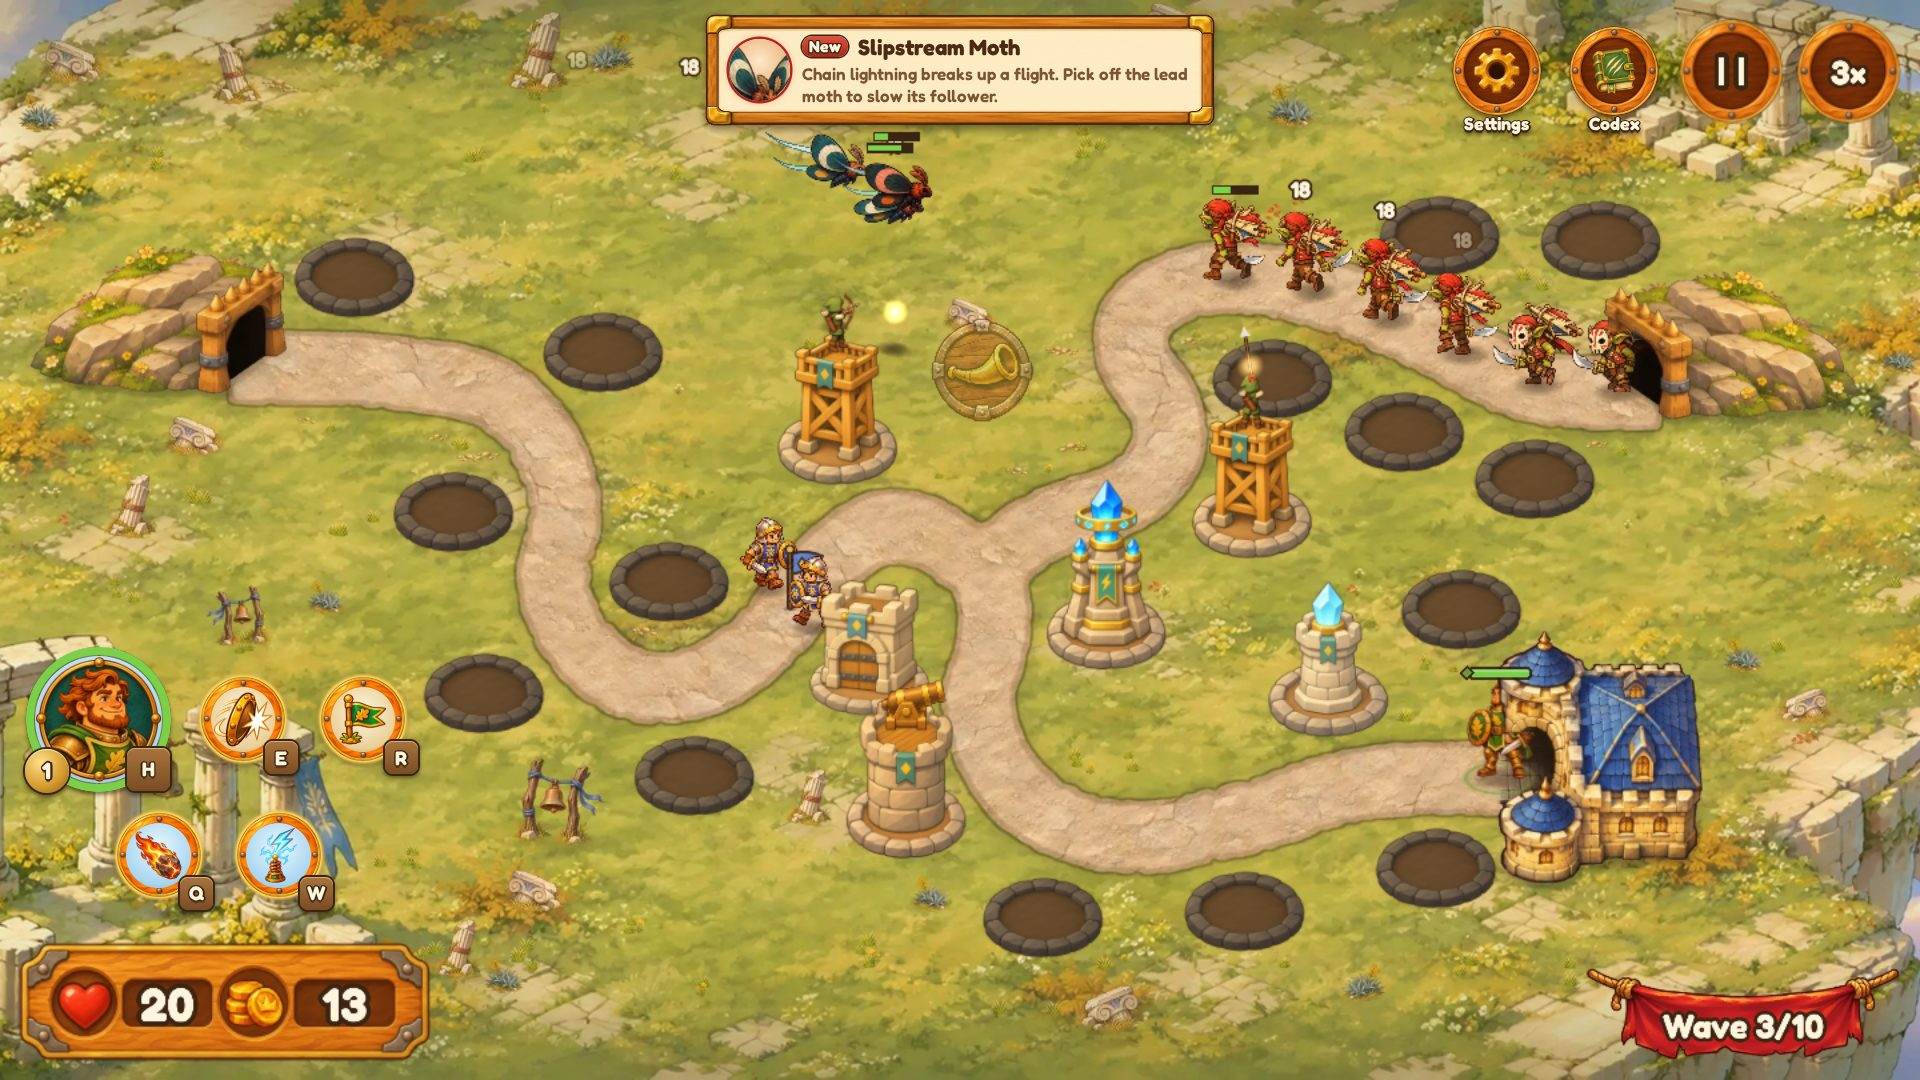 New Slipstream Moth
Chain lightning breaks up a flight. Pick off the lead
moth to slow its follower.
18
18
18
18
18
3x
Settings
Codex
1
H
E
R
Q
W
20
13
Wave 3/10